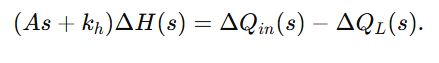 (As + k_h)ΔH(s) = ΔQ_in(s) − ΔQ_L(s).